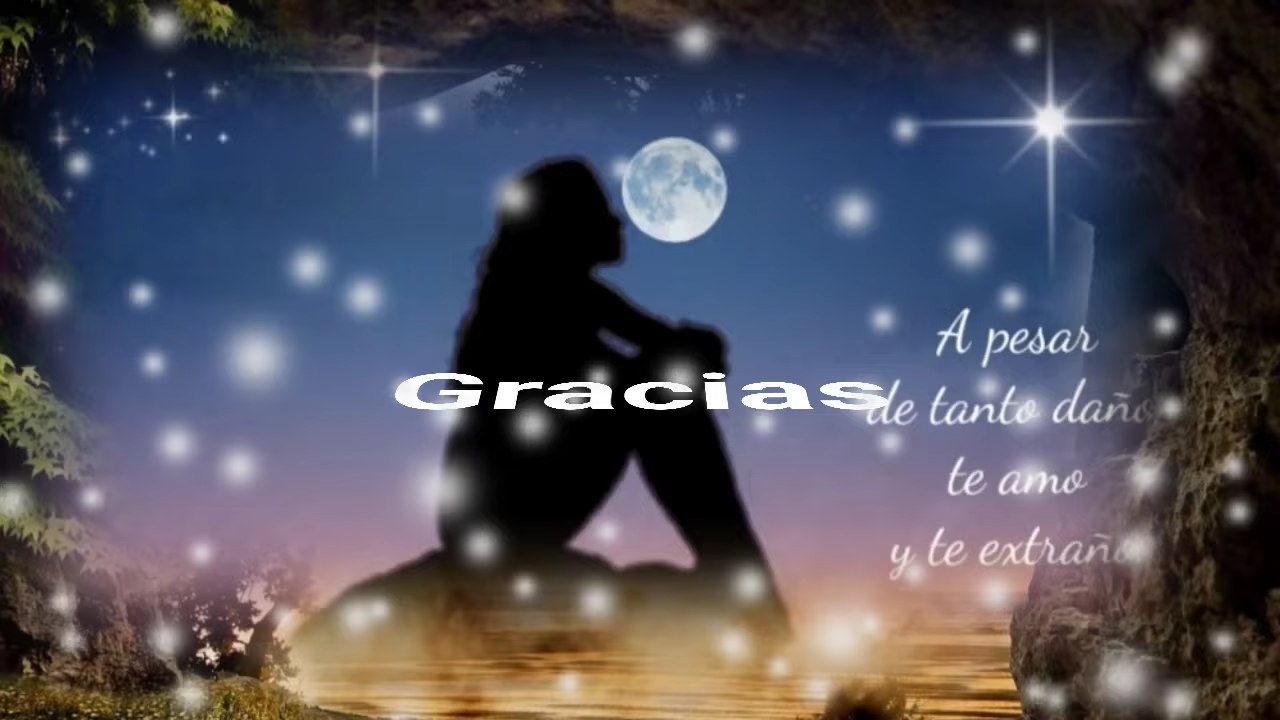 A pesar
Gracias
de tanto daño
te amo
y te extraño